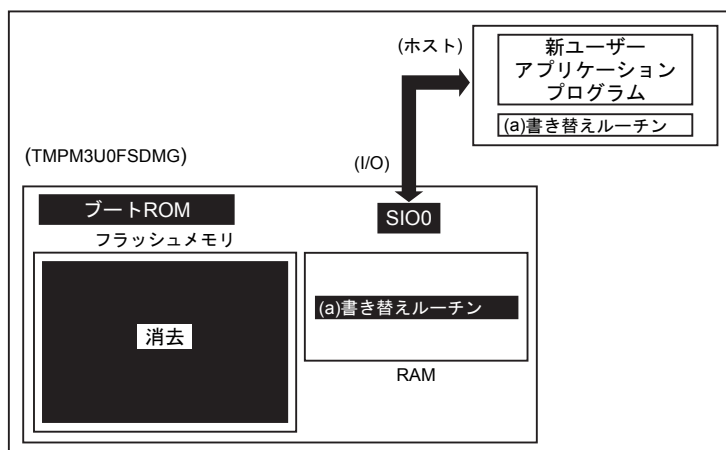 (ホスト)
新ユーザー
アプリケーション
プログラム
(a)書き替えルーチン
(TMPM3U0FSDMG)
(I/O)
ブートROM
SIO0
フラッシュメモリ
(a)書き替えルーチン
消去
RAM